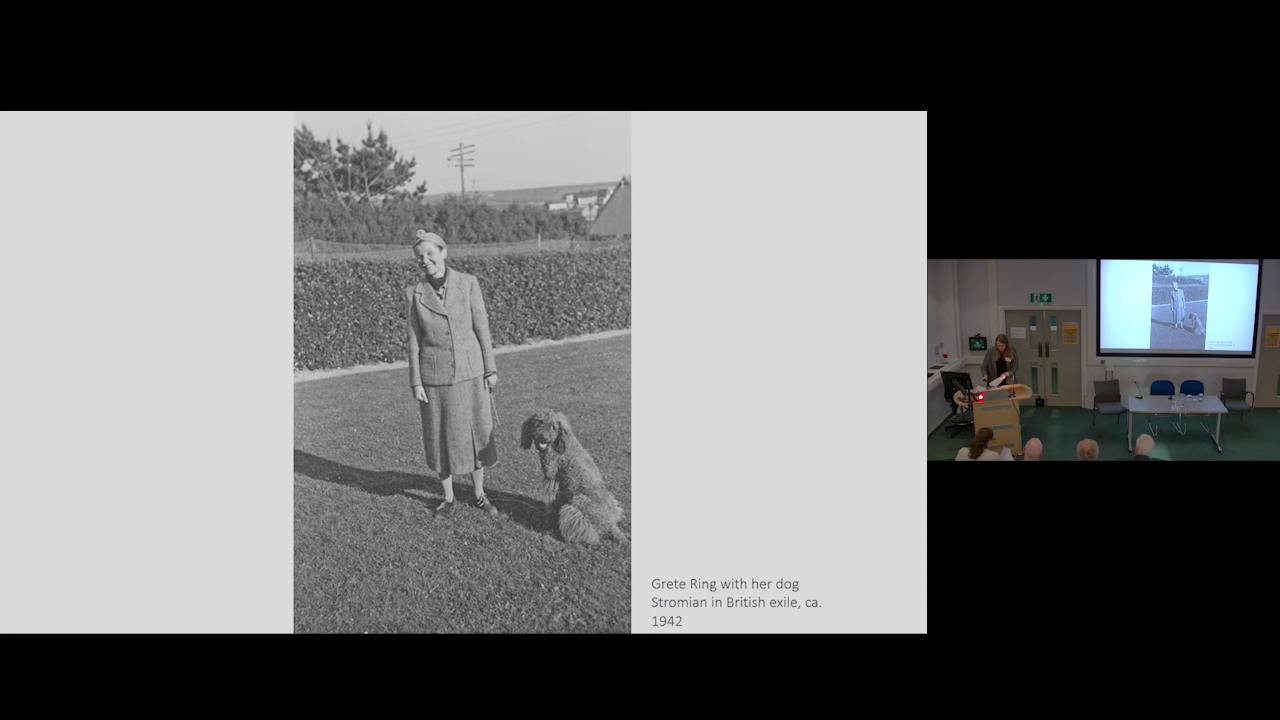 Grete Ring with her dog
Stromian in British exile, ca.
1942